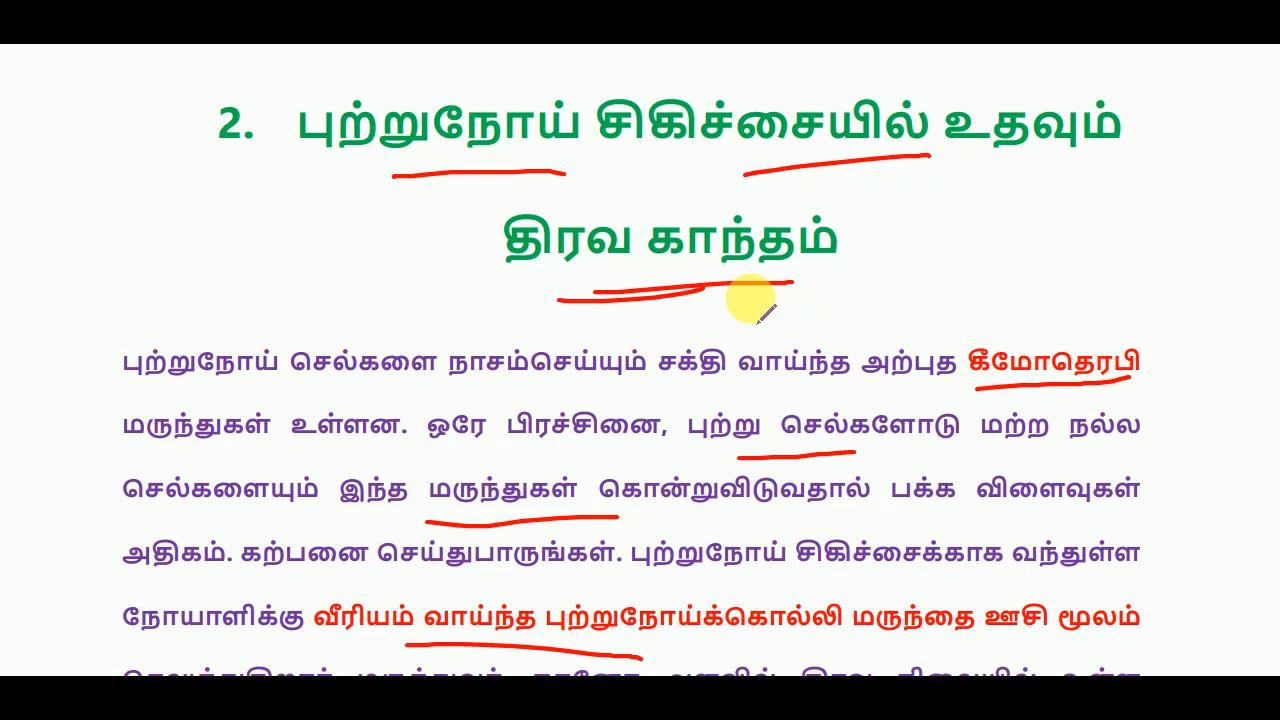 2. புற்றுநோய் சிகிச்சையில் உதவும்
திரவ காந்தம்
புற்றுநோய் செல்களை நாசம்செய்யும் சக்தி வாய்ந்த அற்புத கீமோதெரபி
மருந்துகள் உள்ளன. ஒரே பிரச்சினை, புற்று செல்களோடு மற்ற நல்ல
செல்களையும் இந்த மருந்துகள் கொன்றுவிடுவதால் பக்க விளைவுகள்
அதிகம். கற்பனை செய்துபாருங்கள். புற்றுநோய் சிகிச்சைக்காக வந்துள்ள
நோயாளிக்கு வீரியம் வாய்ந்த புற்றுநோய்க்கொல்லி மருந்தை ஊசி மூலம்